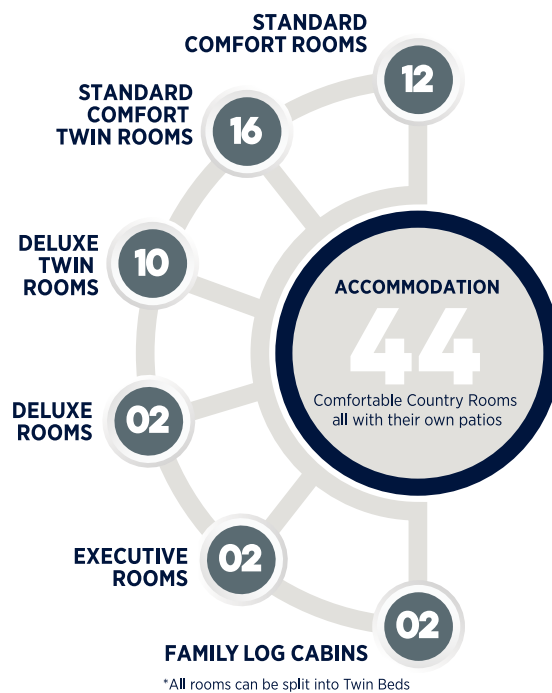 STANDARD
COMFORT ROOMS
12
STANDARD
COMFORT
TWIN ROOMS
16
DELUXE
TWIN
ROOMS
10
DELUXE
ROOMS
02
EXECUTIVE
ROOMS
02
FAMILY LOG CABINS
02
ACCOMMODATION
44
Comfortable Country Rooms
all with their own patios
*All rooms can be split into Twin Beds